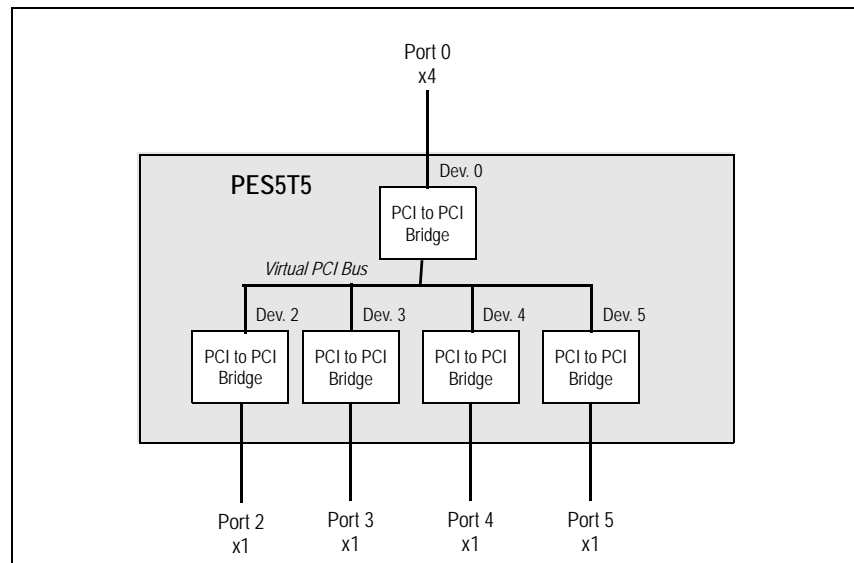 Port 0
x4
PES5T5
Dev. 0
PCI to PCI
Bridge
Virtual PCI Bus
Dev. 2
Dev. 3
Dev. 4
Dev. 5
PCI to PCI
Bridge
PCI to PCI
Bridge
PCI to PCI
Bridge
PCI to PCI
Bridge
Port 2
x1
Port 3
x1
Port 4
x1
Port 5
x1